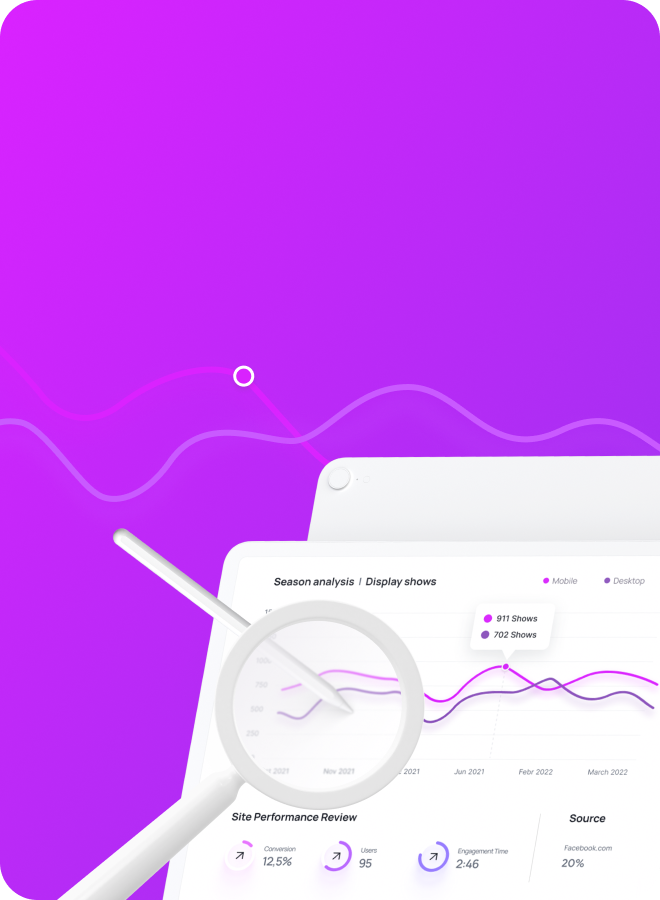 Season analysis / Display shows
Mobile
Desktop
911 Shows
702 Shows
750
500
250
2021
Nov 2021
2021
Jun 2021
Febr 2022
March 2022
Site Performance Review
Source
Conversion
12,5%
Users
95
Engagement Time
2:46
Facebook.com
20%